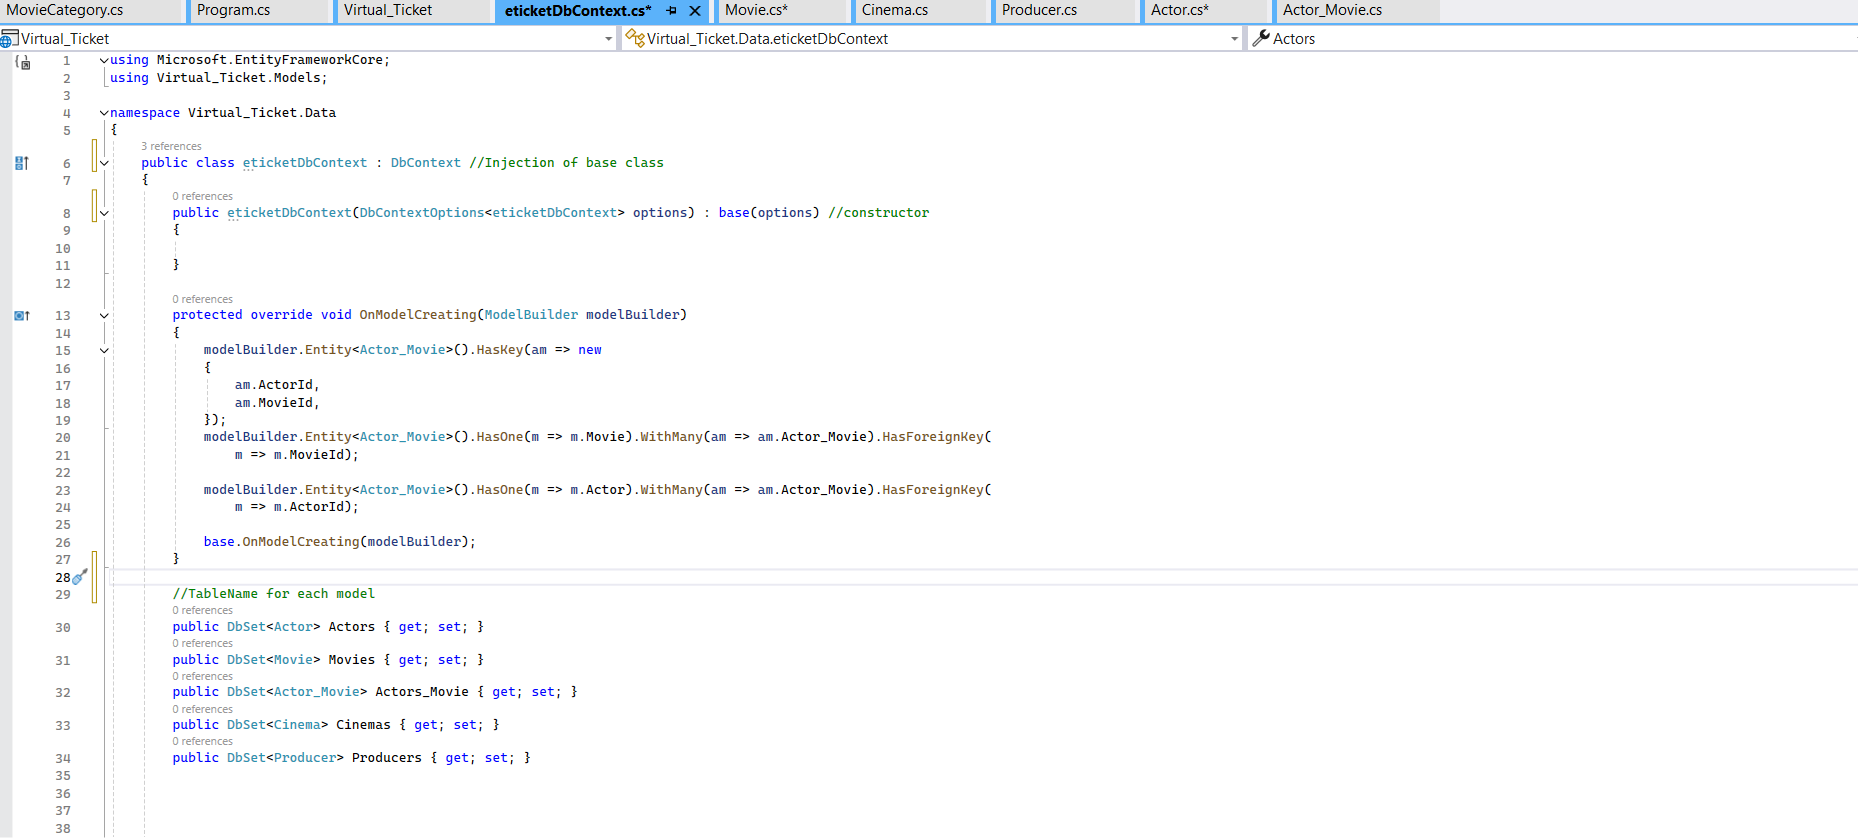 MovieCategory.cs Program.cs Virtual_Ticket eticketDbContext.cs* Movie.cs* Cinema.cs Producer.cs Actor.cs* Actor_Movie.cs
Virtual_Ticket Virtual_Ticket.Data.eticketDbContext Actors
1 using Microsoft.EntityFrameworkCore;
2 using Virtual_Ticket.Models;
3
4 namespace Virtual_Ticket.Data
5 {
3 references
6 public class eticketDbContext : DbContext //Injection of base class
7 {
0 references
8 public eticketDbContext(DbContextOptions<eticketDbContext> options) : base(options) //constructor
9 {
10
11 }
12
0 references
13 protected override void OnModelCreating(ModelBuilder modelBuilder)
14 {
15 modelBuilder.Entity<Actor_Movie>().HasKey(am => new
16 {
17 am.ActorId,
18 am.MovieId,
19 });
20 modelBuilder.Entity<Actor_Movie>().HasOne(m => m.Movie).WithMany(am => am.Actor_Movie).HasForeignKey(
21 m => m.MovieId);
22
23 modelBuilder.Entity<Actor_Movie>().HasOne(m => m.Actor).WithMany(am => am.Actor_Movie).HasForeignKey(
24 m => m.ActorId);
25
26 base.OnModelCreating(modelBuilder);
27 }
28
29 //TableName for each model
0 references
30 public DbSet<Actor> Actors { get; set; }
0 references
31 public DbSet<Movie> Movies { get; set; }
0 references
32 public DbSet<Actor_Movie> Actors_Movie { get; set; }
0 references
33 public DbSet<Cinema> Cinemas { get; set; }
0 references
34 public DbSet<Producer> Producers { get; set; }
35
36
37
38